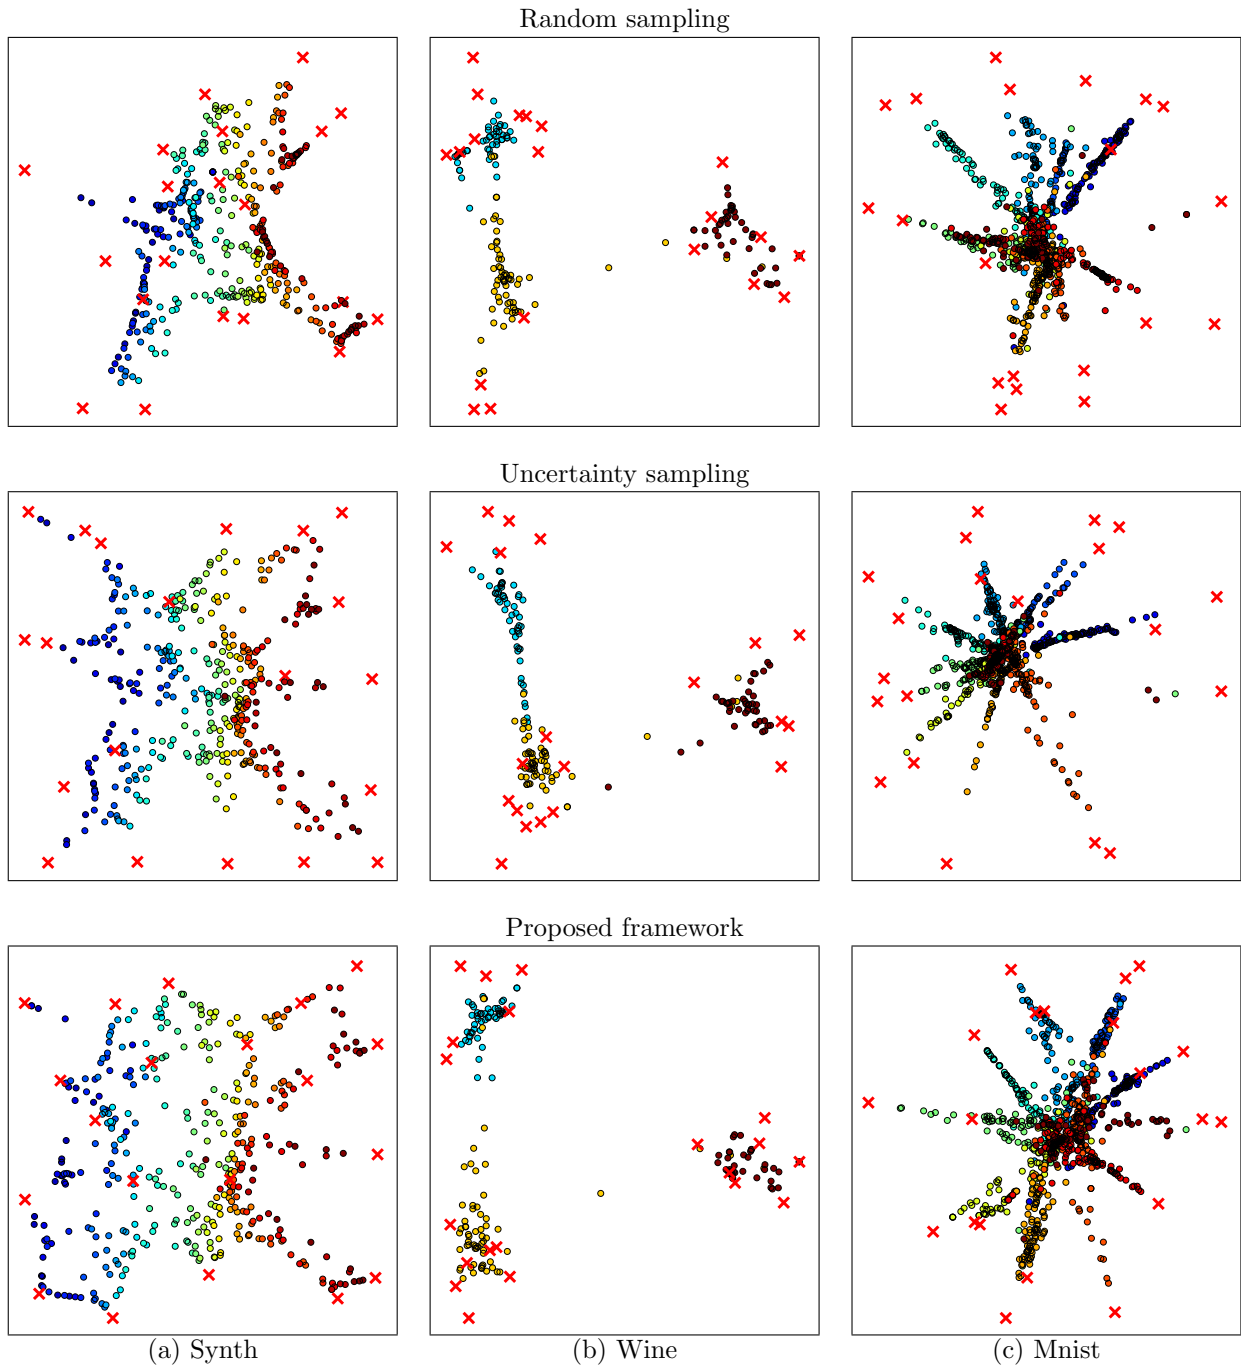 Random sampling
Uncertainty sampling
Proposed framework
(a) Synth
(b) Wine
(c) Mnist